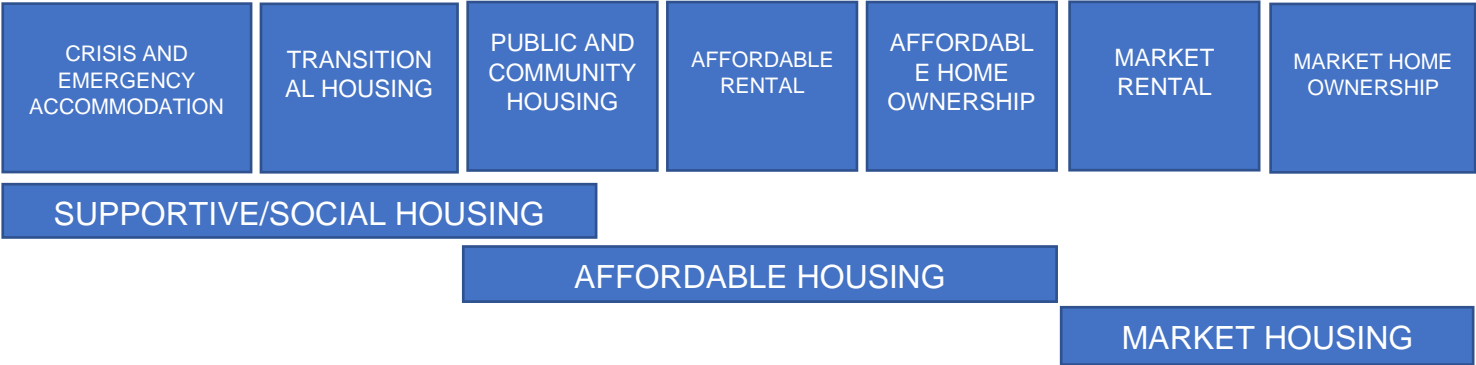 CRISIS AND
EMERGENCY
ACCOMMODATION
TRANSITION
AL HOUSING
PUBLIC AND
COMMUNITY
HOUSING
AFFORDABLE
RENTAL
AFFORDABL
E HOME
OWNERSHIP
MARKET
RENTAL
MARKET HOME
OWNERSHIP
SUPPORTIVE/SOCIAL HOUSING
AFFORDABLE HOUSING
MARKET HOUSING